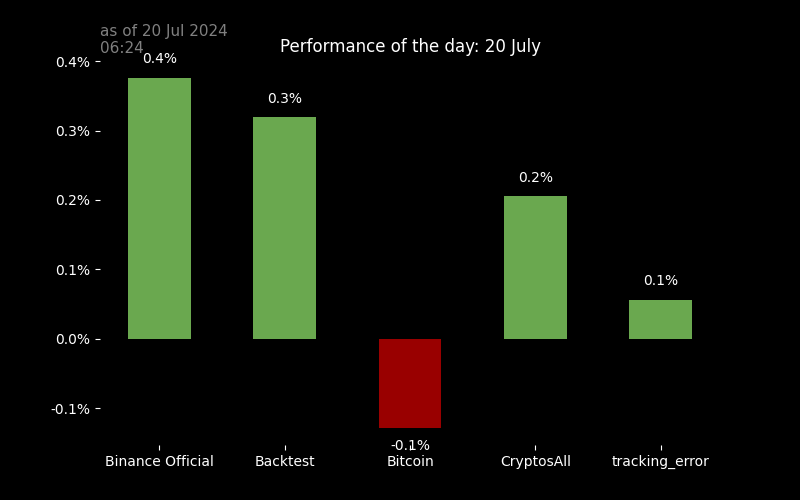 as of 20 Jul 2024
06:24
Performance of the day: 20 July
0.4%
0.3%
0.2%
0.1%
0.0%
-0.1%
0.4%
0.3%
-0.1%
0.2%
0.1%
Binance Official
Backtest
Bitcoin
CryptosAll
tracking_error